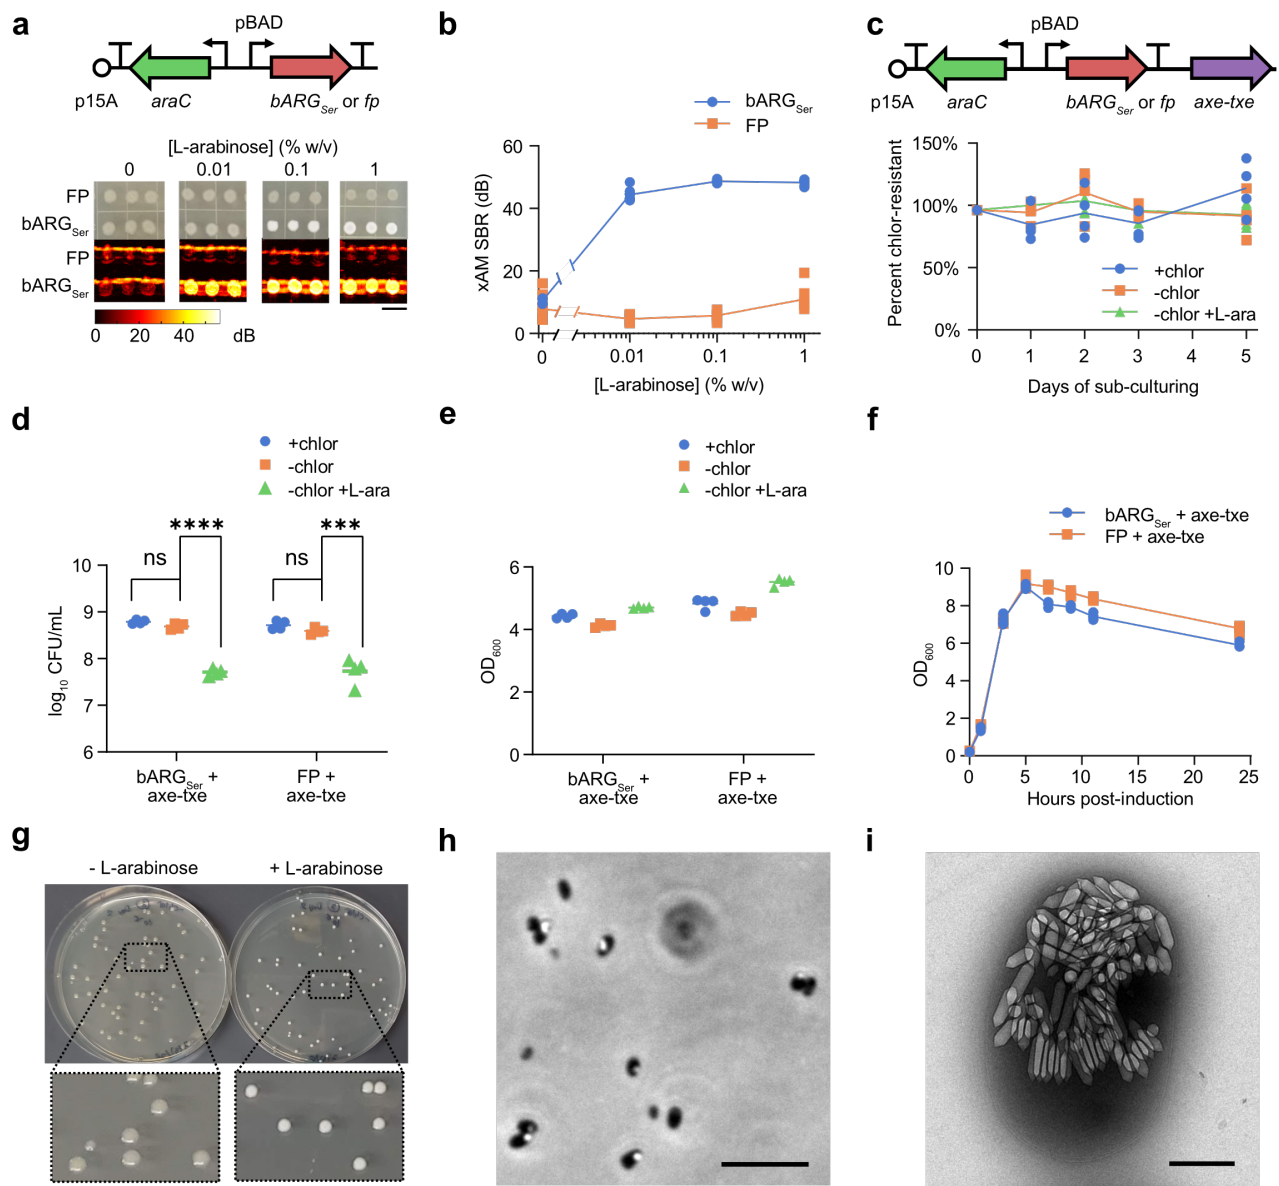 a
pBAD
p15A
araC
bARGSer or fp
[L-arabinose] (% w/v)
0
0.01
0.1
1
FP
bARGSer
FP
bARGSer
0
20
40
dB
b
bARGSer
FP
xAM SBR (dB)
60
40
20
0
0
0.01
0.1
1
[L-arabinose] (% w/v)
c
pBAD
p15A
araC
bARGSer or fp
axe-txe
Percent chlor-resistant
150%
100%
50%
0%
+chlor
-chlor
-chlor +L-ara
0
1
2
3
4
5
Days of sub-culturing
d
+chlor
-chlor
-chlor +L-ara
****
***
ns
ns
log10 CFU/mL
10
9
8
7
6
bARGSer +
axe-txe
FP +
axe-txe
e
+chlor
-chlor
-chlor +L-ara
OD600
6
4
2
0
bARGSer +
axe-txe
FP +
axe-txe
f
bARGSer + axe-txe
FP + axe-txe
OD600
10
8
6
4
2
0
0
5
10
15
20
25
Hours post-induction
g
- L-arabinose
+ L-arabinose
h
i